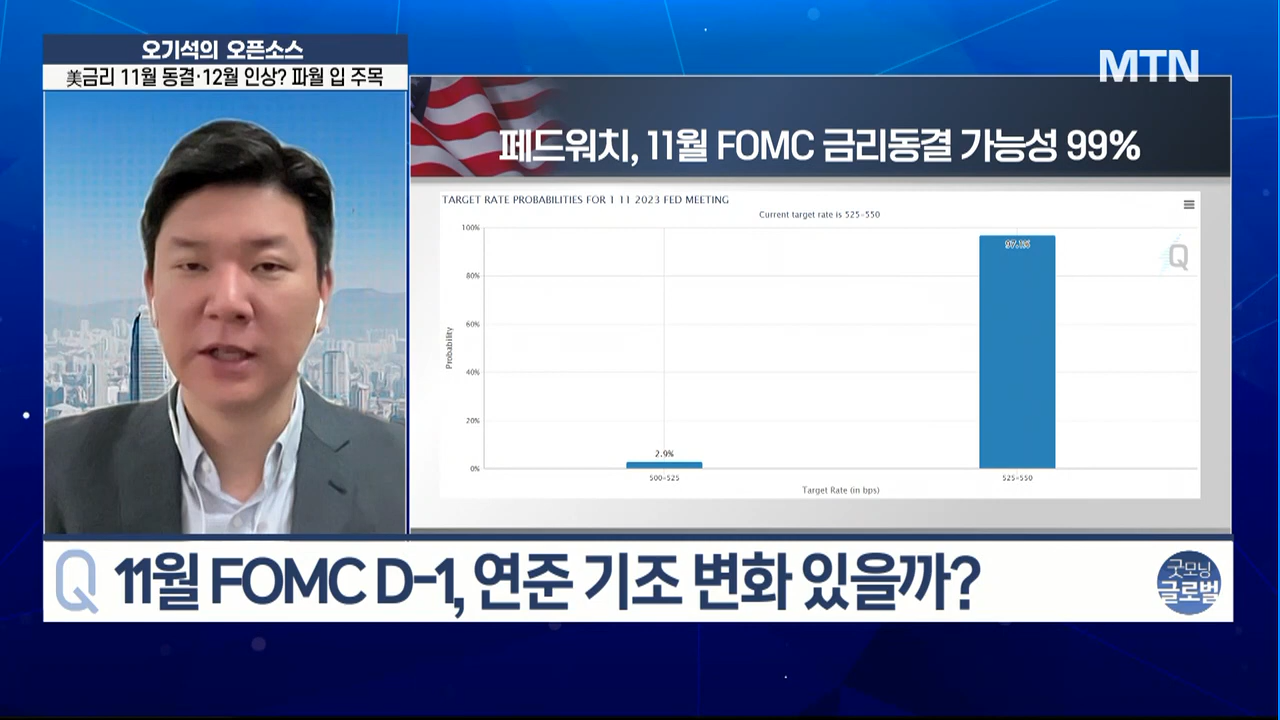 오기석의 오픈소스
美금리 11월 동결·12월 인상? 파월 입 주목
MTN
페드워치, 11월 FOMC 금리동결 가능성 99%
TARGET RATE PROBABILITIES FOR 1 11 2023 FED MEETING
Current target rate is 525-550
100%
80%
60%
40%
20%
0%
Probability
2.9%
500-525
525-550
Target Rate (in bps)
Q
Q 11월 FOMC D-1, 연준 기조 변화 있을까?
굿모닝
글로벌